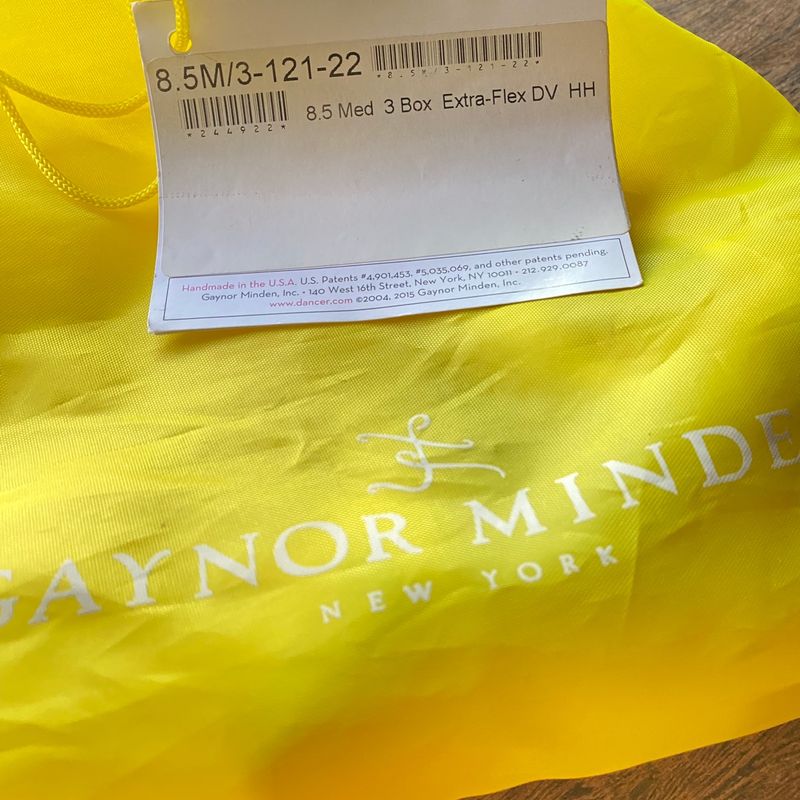 8.5M/3-121-22
*8.5M/3-121-22*
*244922*
8.5 Med 3 Box Extra-Flex DV HH
Handmade in the U.S.A. U.S. Patents #4,901,453, #5,035,069, and other patents pending.
Gaynor Minden, Inc. • 140 West 16th Street, New York, NY 10011 • 212.929.0087
www.dancer.com ©2004, 2015 Gaynor Minden, Inc.
GAYNOR MINDE
NEW YORK